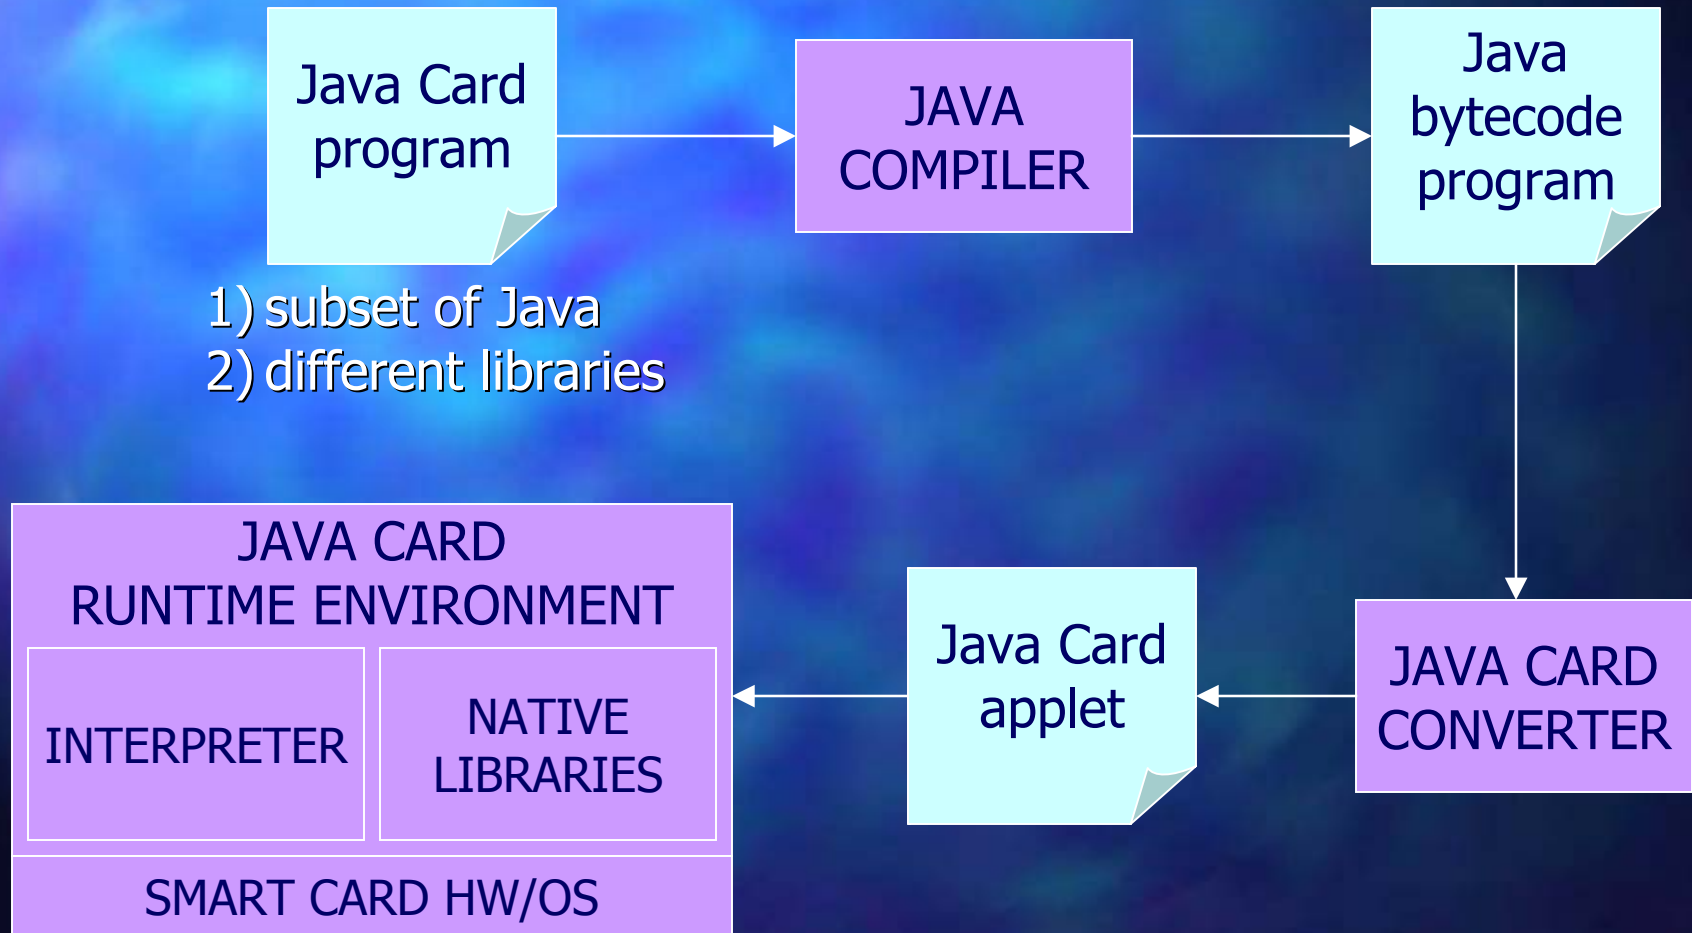 Java Card
program
JAVA
COMPILER
Java
bytecode
program
1) subset of Java
2) different libraries
JAVA CARD
RUNTIME ENVIRONMENT
INTERPRETER
NATIVE
LIBRARIES
SMART CARD HW/OS
Java Card
applet
JAVA CARD
CONVERTER